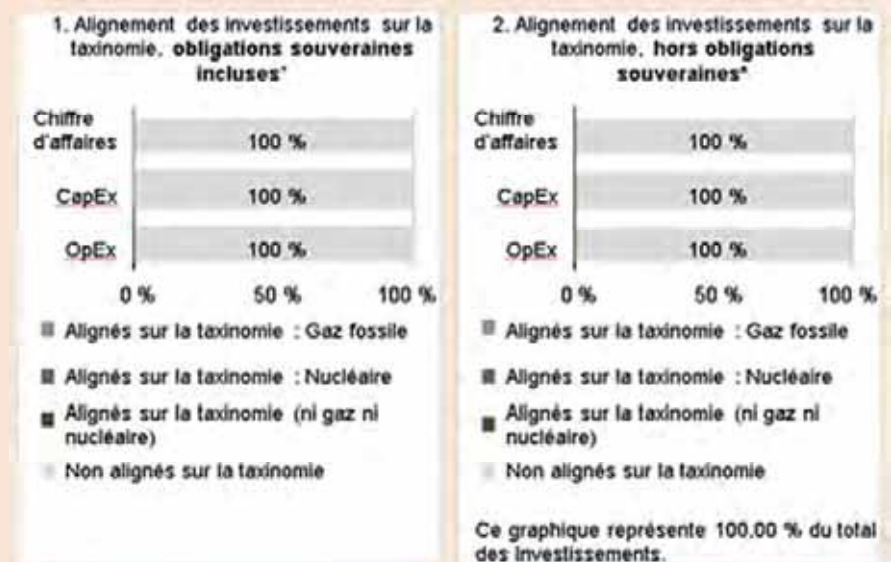 1. Alignement des investissements sur la
taxinomie, obligations souveraines
incluses*
Chiffre
d'affaires
100 %
CapEx
100 %
OpEx
100 %
0 %
50 %
100 %
Alignés sur la taxinomie : Gaz fossile
Alignés sur la taxinomie : Nucléaire
Alignés sur la taxinomie (ni gaz ni
nucléaire)
Non alignés sur la taxinomie
2. Alignement des investissements sur la
taxinomie, hors obligations
souveraines*
Chiffre
d'affaires
100 %
CapEx
100 %
OpEx
100 %
0 %
50 %
100 %
Alignés sur la taxinomie : Gaz fossile
Alignés sur la taxinomie : Nucléaire
Alignés sur la taxinomie (ni gaz ni
nucléaire)
Non alignés sur la taxinomie
Ce graphique représente 100.00 % du total
des Investissements.